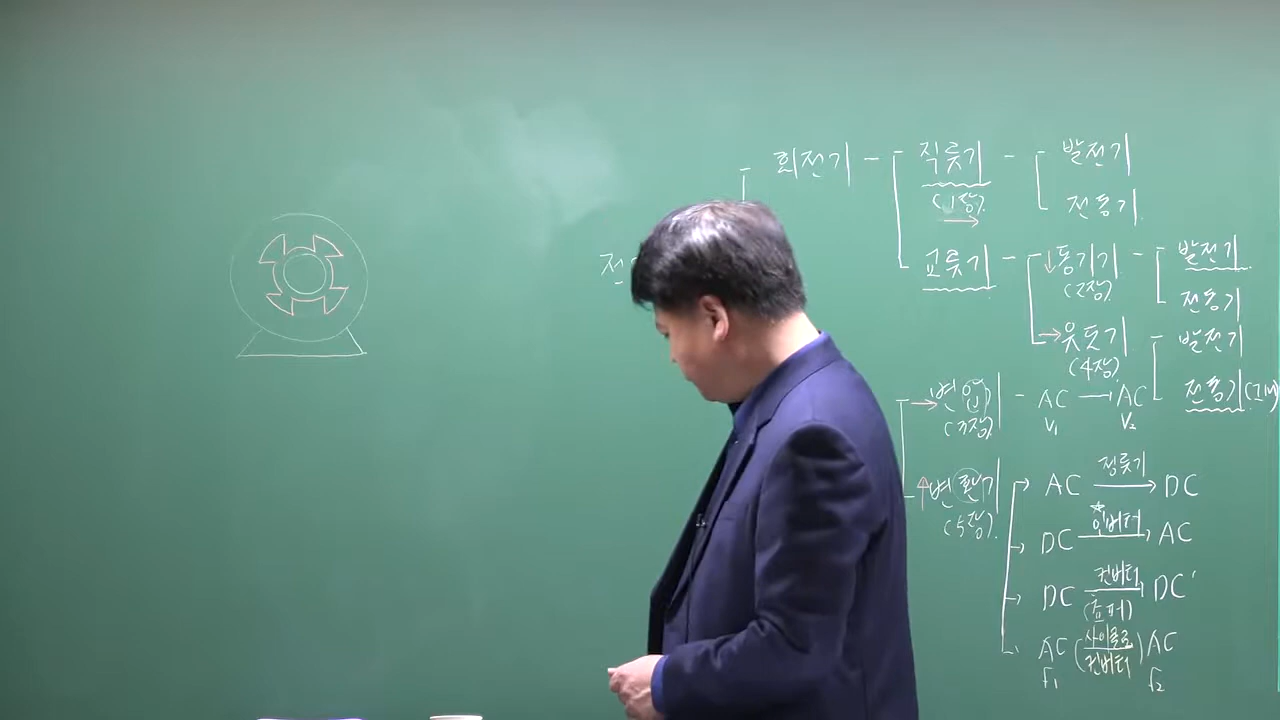 회전기 - 직류기 - 발전기
(1장)
전동기
교류기 - 동기기 - 발전기
(2장)
전동기
유도기 발전기
(4장)
전동기
변압기 - AC → AC
(3장) V₁ V₂
변환기 AC 정류기 → DC
(5장)
DC 인버터 → AC
DC 컨버터 → DC'
(쵸퍼)
AC (사이클로 컨버터) AC
f₁ f₂